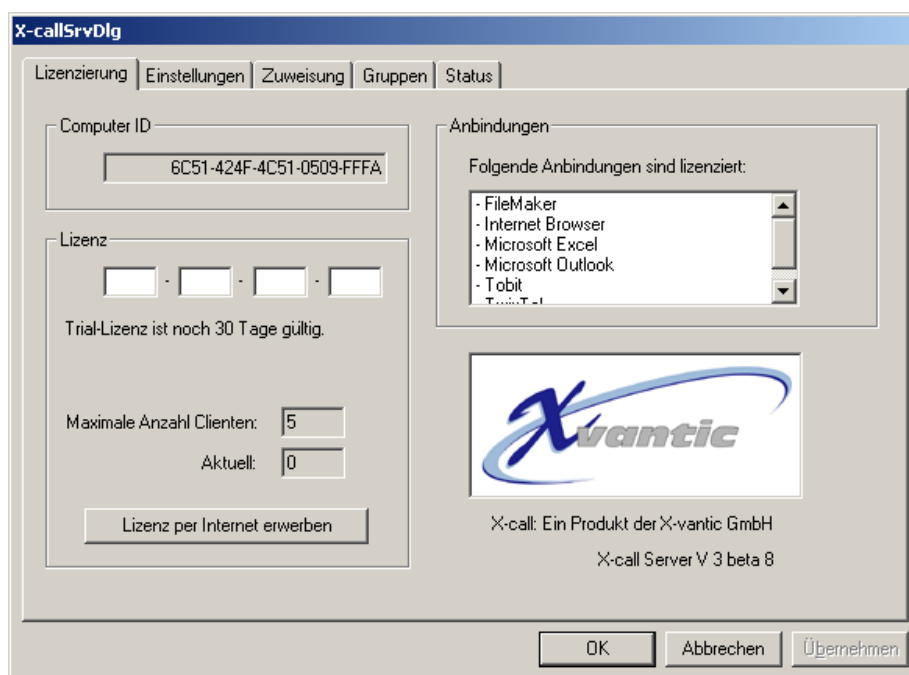 X-callSrvDlg
Lizenzierung Einstellungen Zuweisung Gruppen Status
Computer ID
6C51-424F-4C51-0509-FFFA
Lizenz
- - -
Trial-Lizenz ist noch 30 Tage gültig.
Maximale Anzahl Clienten: 5
Aktuell: 0
Lizenz per Internet erwerben
Anbindungen
Folgende Anbindungen sind lizenziert:
- FileMaker
- Internet Browser
- Microsoft Excel
- Microsoft Outlook
- Tobit
Xvantic
X-call: Ein Produkt der X-vantic GmbH
X-call Server V 3 beta 8
OK Abbrechen Übernehmen